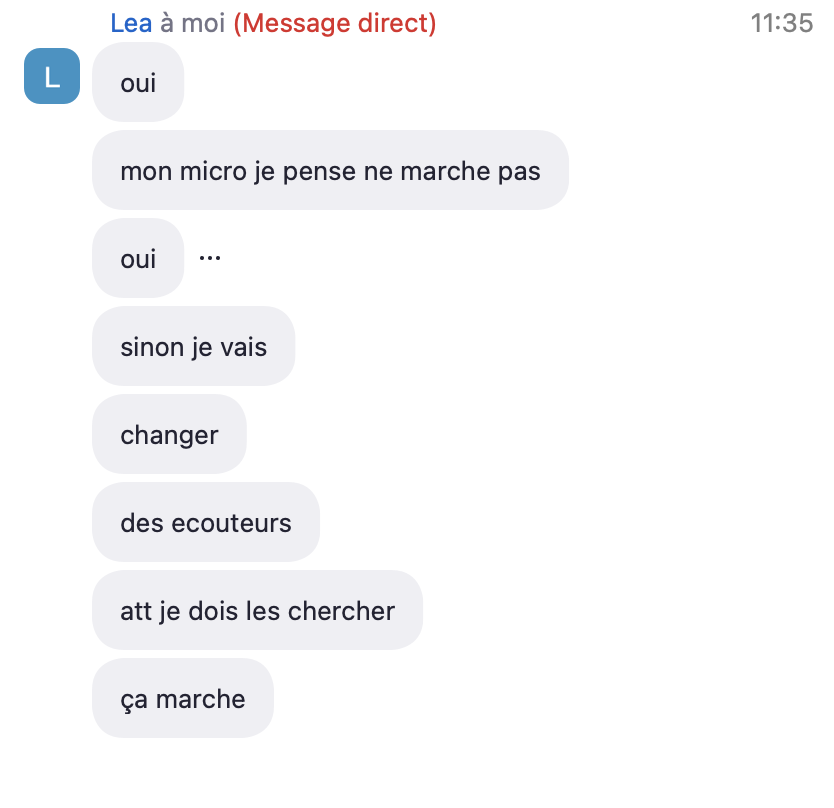 Lea à moi (Message direct) 11:35
L
oui
mon micro je pense ne marche pas
oui ...
sinon je vais
changer
des ecouteurs
att je dois les chercher
ça marche